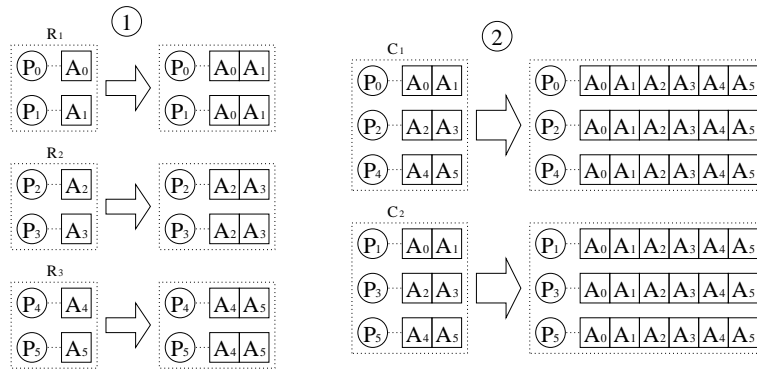 1
R1
P0 A0 P0 A0 A1
P1 A1 P1 A0 A1
R2
P2 A2 P2 A2 A3
P3 A3 P3 A2 A3
R3
P4 A4 P4 A4 A5
P5 A5 P5 A4 A5
2
C1
P0 A0 A1 P0 A0 A1 A2 A3 A4 A5
P2 A2 A3 P2 A0 A1 A2 A3 A4 A5
P4 A4 A5 P4 A0 A1 A2 A3 A4 A5
C2
P1 A0 A1 P1 A0 A1 A2 A3 A4 A5
P3 A2 A3 P3 A0 A1 A2 A3 A4 A5
P5 A4 A5 P5 A0 A1 A2 A3 A4 A5